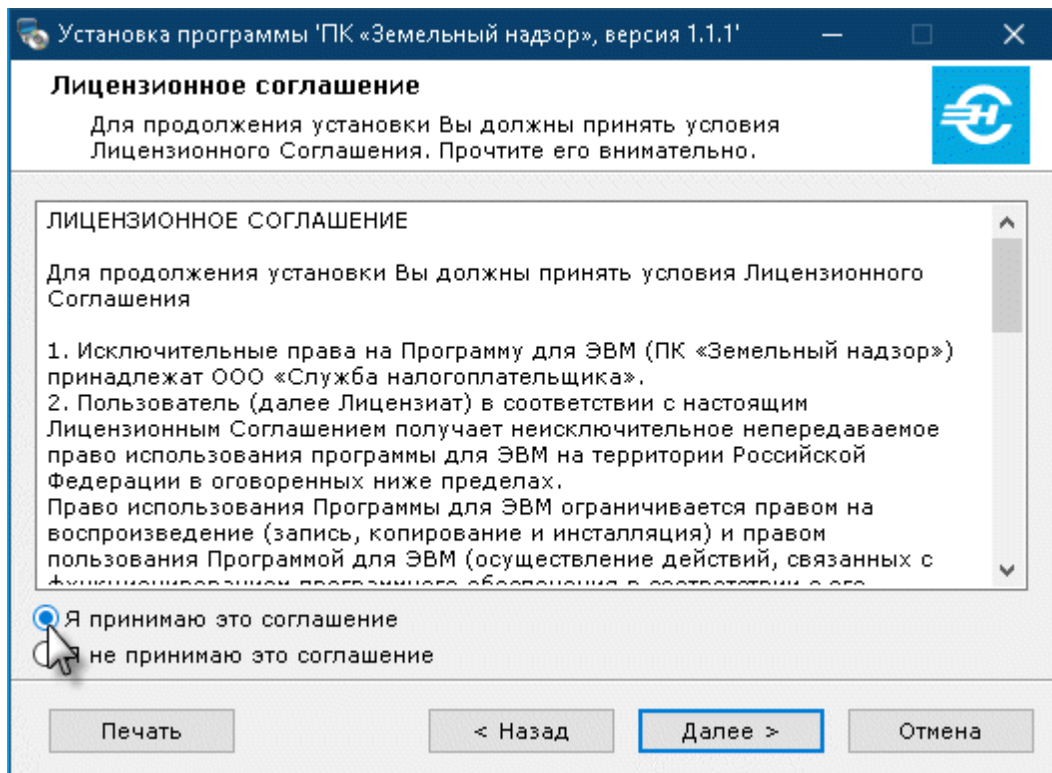 Установка программы 'ПК «Земельный надзор», версия 1.1.1'
Лицензионное соглашение
Для продолжения установки Вы должны принять условия
Лицензионного Соглашения. Прочтите его внимательно.
ЛИЦЕНЗИОННОЕ СОГЛАШЕНИЕ
Для продолжения установки Вы должны принять условия Лицензионного
Соглашения
1. Исключительные права на Программу для ЭВМ (ПК «Земельный надзор»)
принадлежат ООО «Служба налогоплательщика».
2. Пользователь (далее Лицензиат) в соответствии с настоящим
Лицензионным Соглашением получает неисключительное непередаваемое
право использования программы для ЭВМ на территории Российской
Федерации в оговоренных ниже пределах.
Право использования Программы для ЭВМ ограничивается правом на
воспроизведение (запись, копирование и инсталляция) и правом
пользования Программой для ЭВМ (осуществление действий, связанных с
функционированием программного обеспечения в соответствии с его
Я принимаю это соглашение
не принимаю это соглашение
Печать
< Назад
Далее >
Отмена